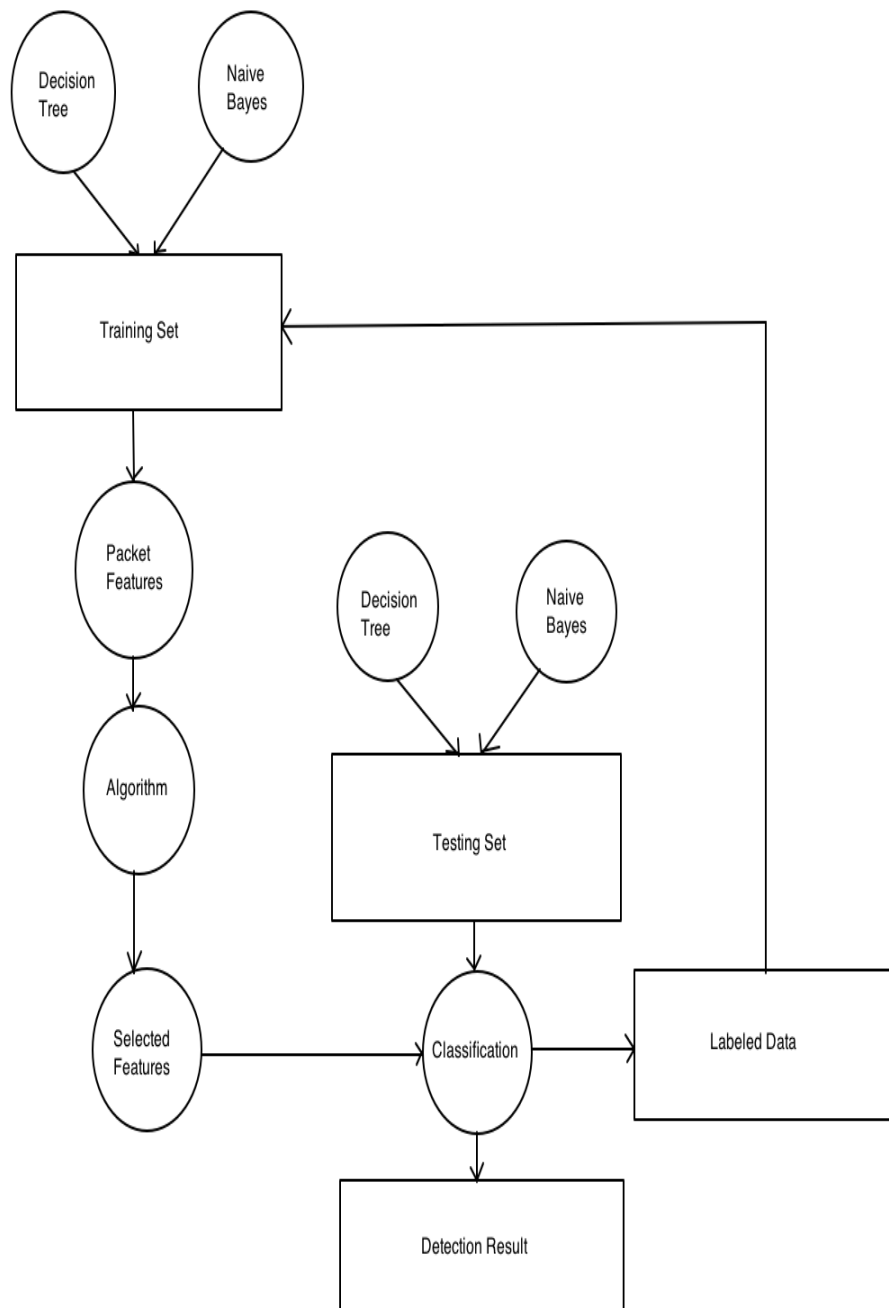 Decision
Tree
Naive
Bayes
Training Set
Packet
Features
Decision
Tree
Naive
Bayes
Algorithm
Testing Set
Selected
Features
Classification
Labeled Data
Detection Result